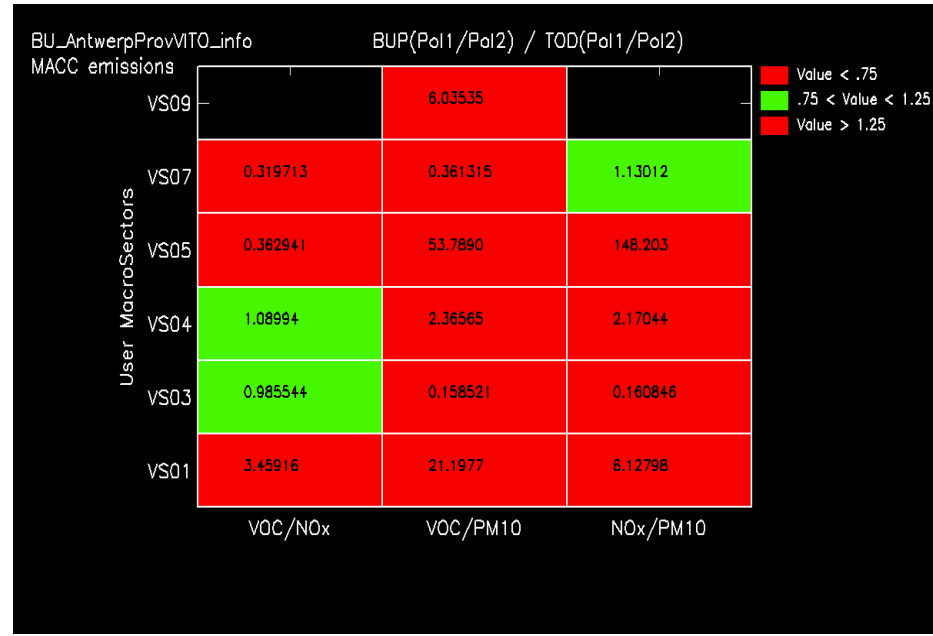 BU_AntwerpProvVITO_info BUP(Pol1/Pol2) / TOD(Pol1/Pol2)
MACC emissions
Value < .75
.75 < Value < 1.25
Value > 1.25
User MacroSectors
VS09 6.03535
VS07 0.319713 0.361315 1.13012
VS05 0.362941 53.7890 148.203
VS04 1.08994 2.36565 2.17044
VS03 0.985544 0.158521 0.160846
VS01 3.45916 21.1977 6.12798
VOC/NOx VOC/PM10 NOx/PM10